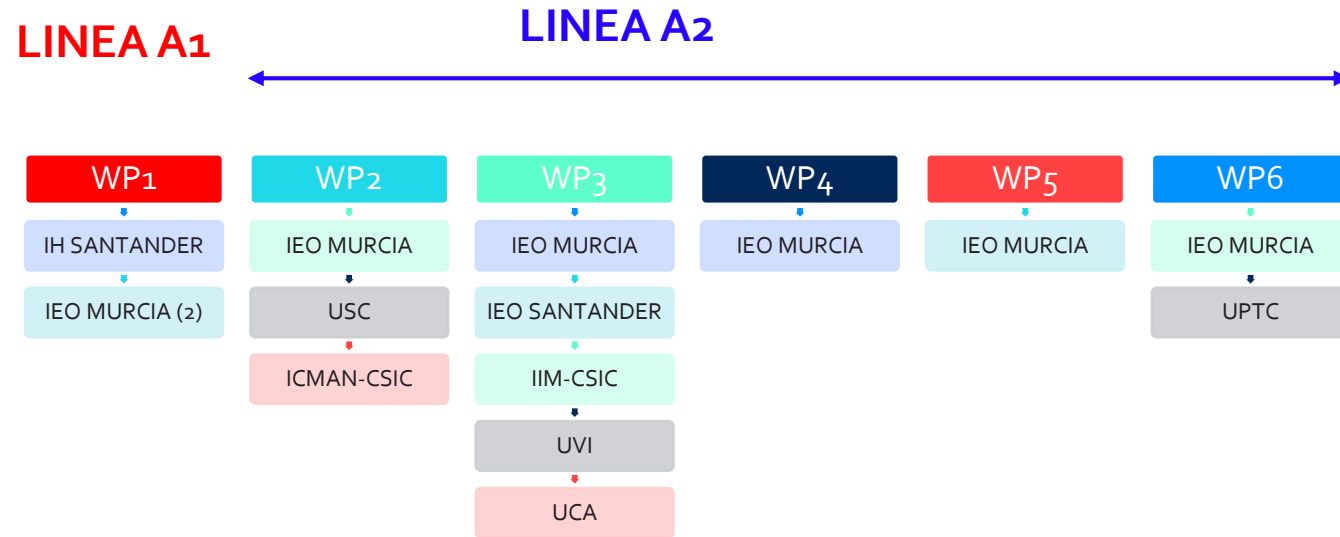 LINEA A1
LINEA A2
WP1
IH SANTANDER
IEO MURCIA (2)
WP2
IEO MURCIA
USC
ICMAN-CSIC
WP3
IEO MURCIA
IEO SANTANDER
IIM-CSIC
UVI
UCA
WP4
IEO MURCIA
WP5
IEO MURCIA
WP6
IEO MURCIA
UPTC